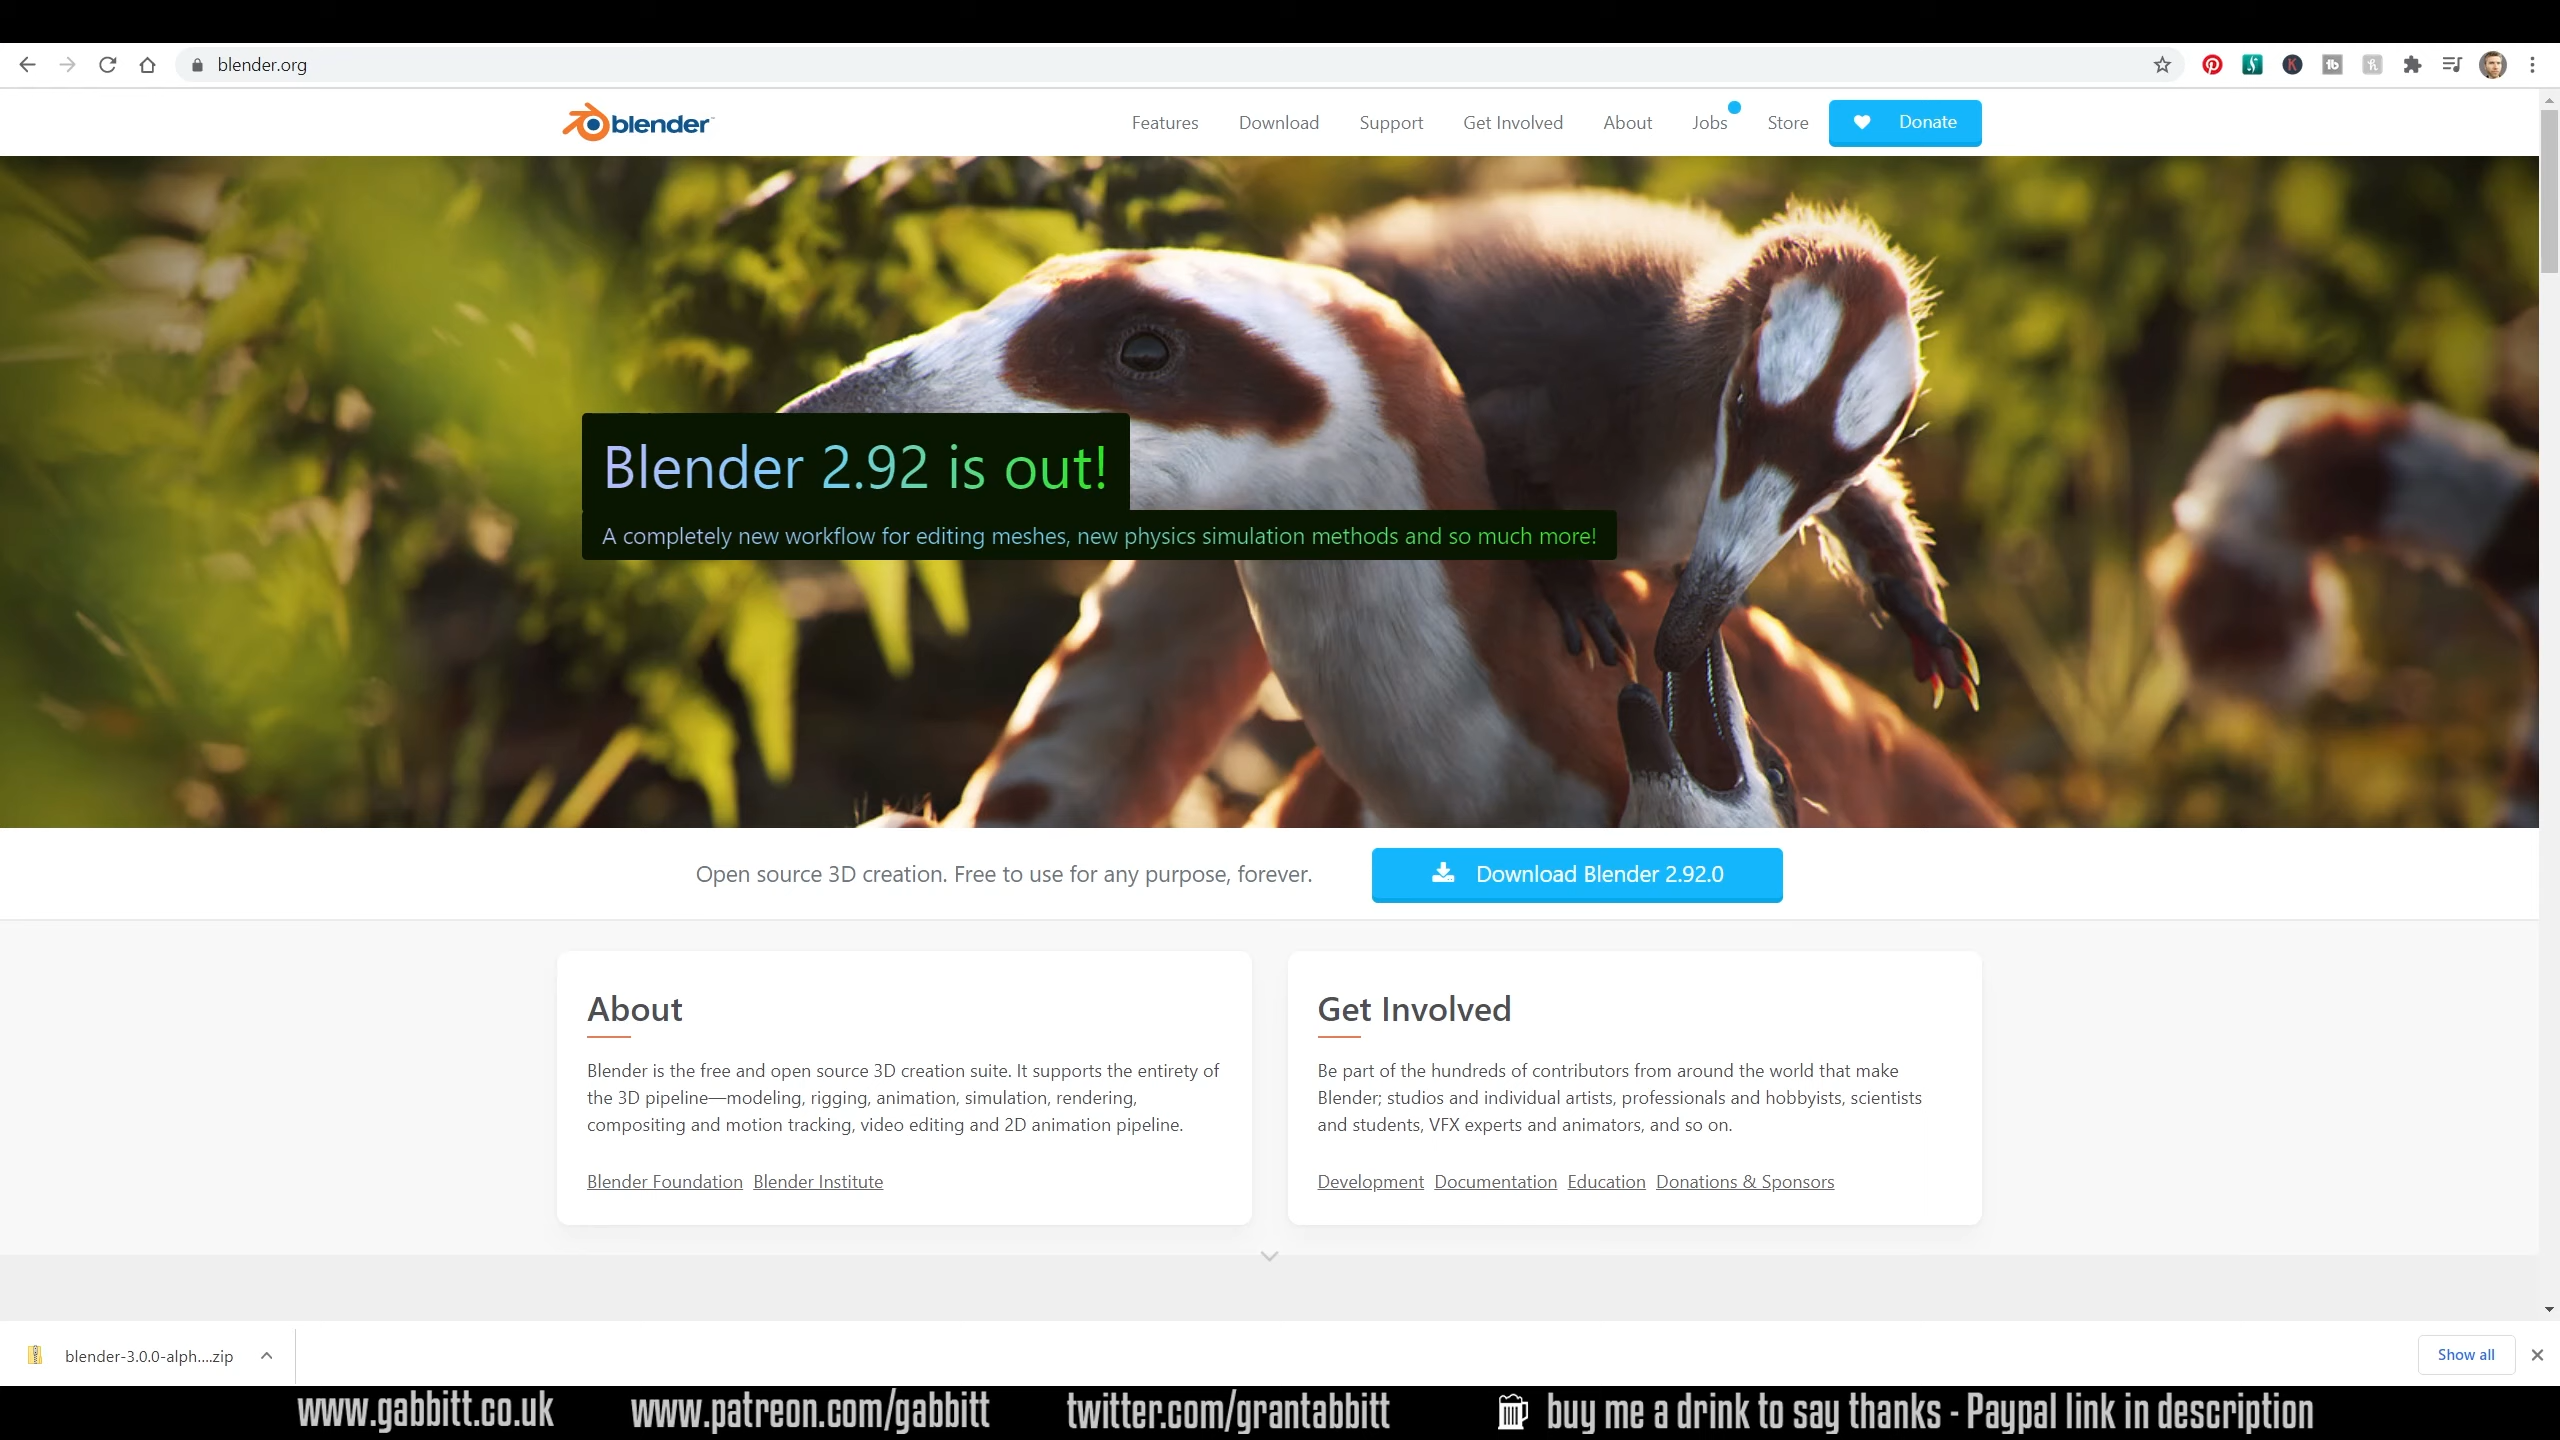 blender.org
blender
Features Download Support Get Involved About Jobs Store Donate
Blender 2.92 is out!
A completely new workflow for editing meshes, new physics simulation methods and so much more!
Open source 3D creation. Free to use for any purpose, forever.
Download Blender 2.92.0
About
Blender is the free and open source 3D creation suite. It supports the entirety of
the 3D pipeline—modeling, rigging, animation, simulation, rendering,
compositing and motion tracking, video editing and 2D animation pipeline.
Blender Foundation Blender Institute
Get Involved
Be part of the hundreds of contributors from around the world that make
Blender; studios and individual artists, professionals and hobbyists, scientists
and students, VFX experts and animators, and so on.
Development Documentation Education Donations & Sponsors
blender-3.0.0-alph....zip
Show all
www.gabbitt.co.uk www.patreon.com/gabbitt twitter.com/grantabbitt buy me a drink to say thanks - Paypal link in description